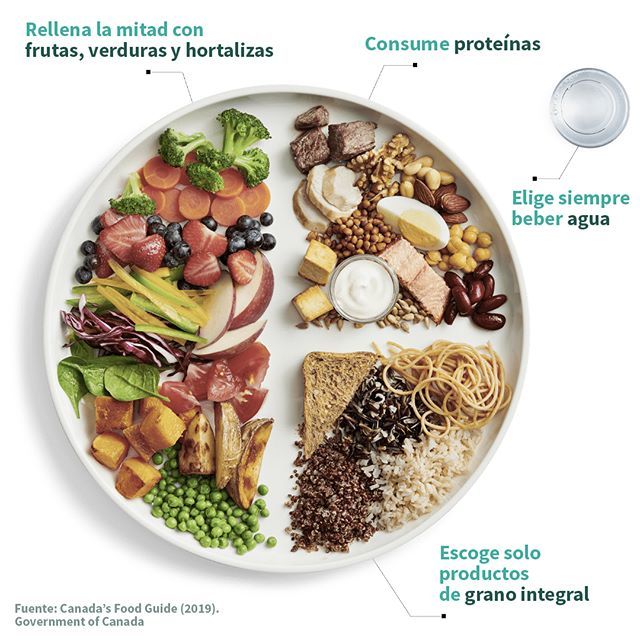 Rellena la mitad con
frutas, verduras y hortalizas
Consume proteínas
Elige siempre
beber agua
Escoge solo
productos
de grano integral
Fuente: Canada's Food Guide (2019).
Government of Canada